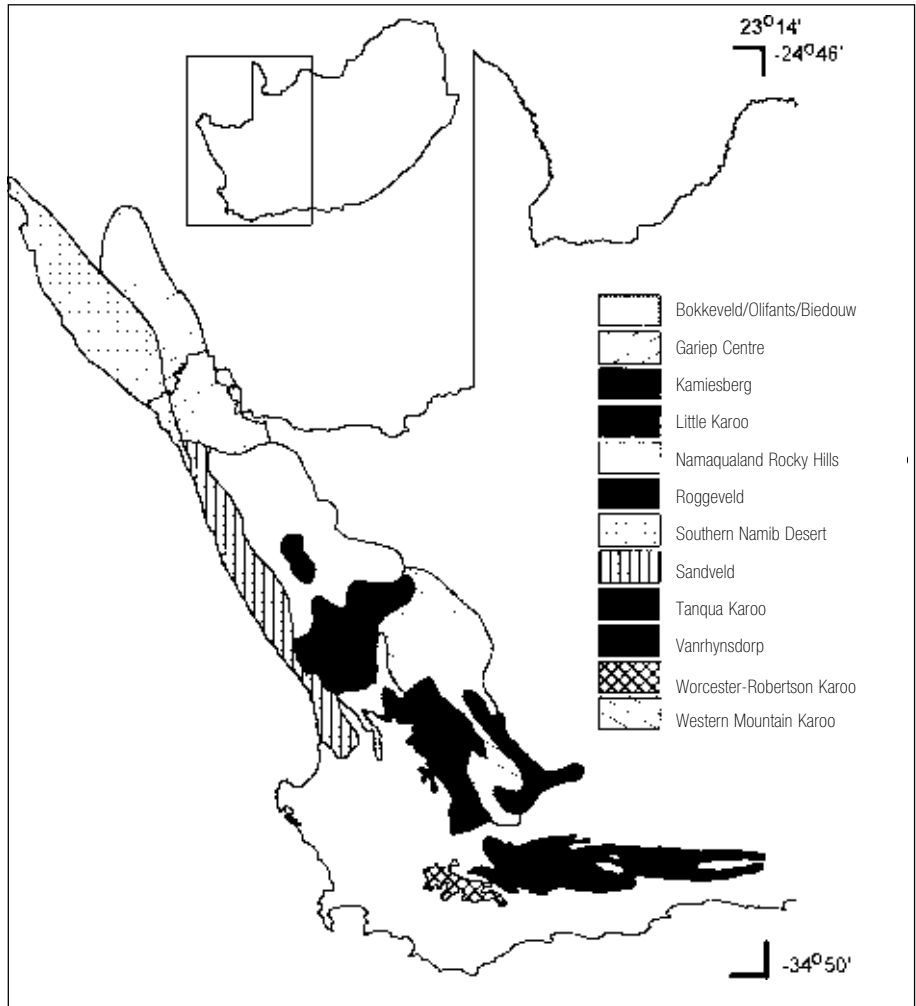 23° 14'
-24° 46'
Bokkeveld/Olifants/Biedouw
Gariep Centre
Kamiesberg
Little Karoo
Namaqualand Rocky Hills
Roggeveld
Southern Namib Desert
Sandveld
Tanqua Karoo
Vanrhynsdorp
Worcester-Robertson Karoo
Western Mountain Karoo
-34° 50'